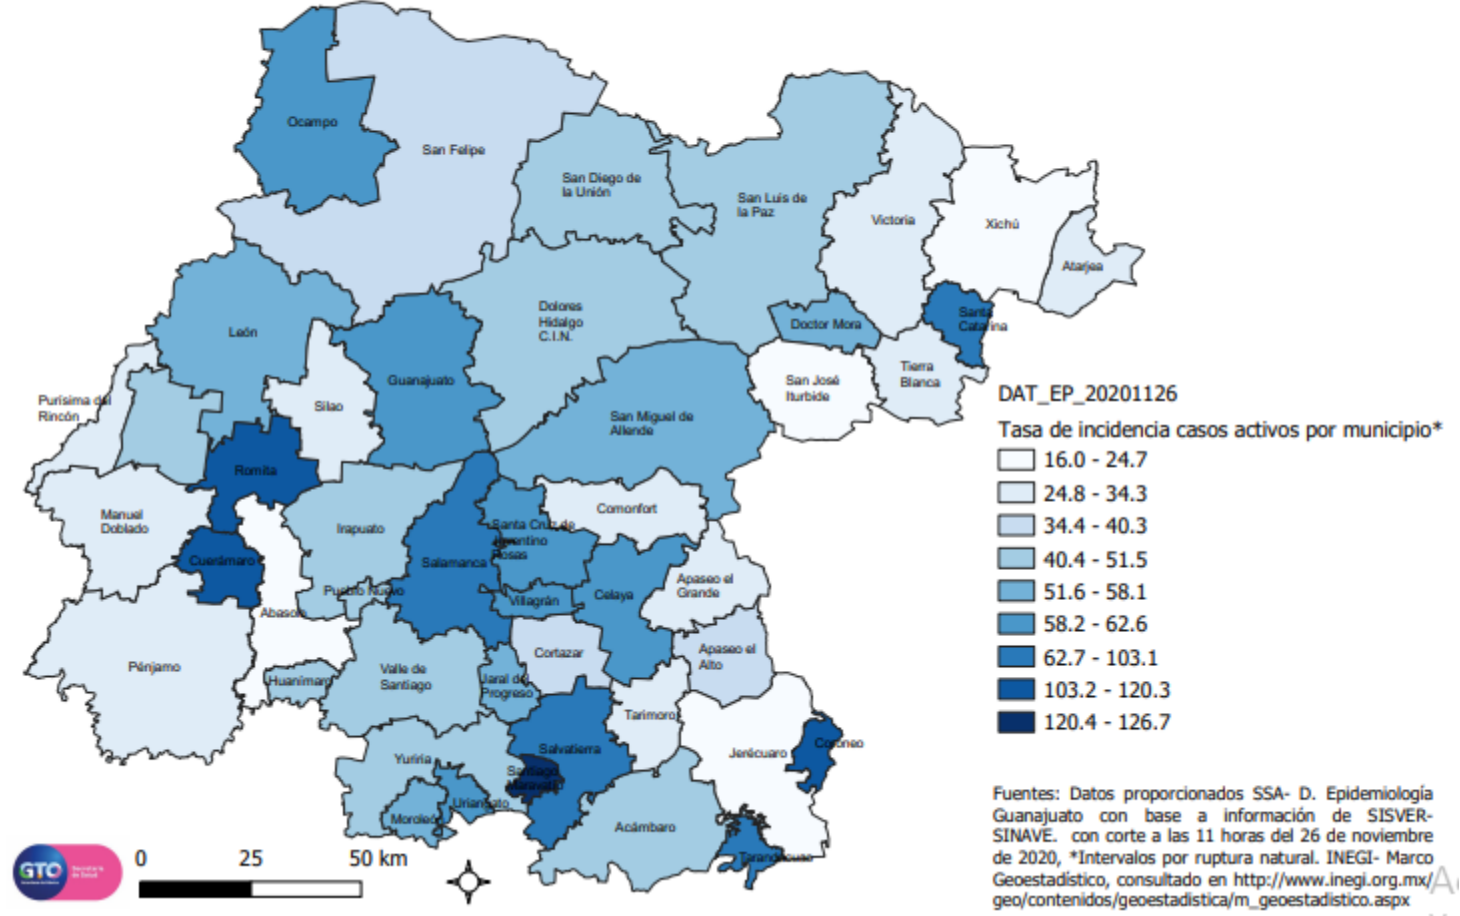 Ocampo
San Felipe
San Diego de
la Unión
San Luis de
la Paz
Victoria
Xichú
Atarjea
León
Dolores
Hidalgo
C.I.N.
Doctor Mora
Santa
Catarina
Guanajuato
Purísima del
Rincón
Silao
San José
Iturbide
Tierra
Blanca
San Miguel de
Allende
Romita
Manuel
Doblado
Irapuato
Comonfort
Santa Cruz de
Juventino
Rosas
Cuerámaro
Salamanca
Pueblo Nuevo
Villagrán
Celaya
Apaseo el
Grande
Abasolo
Pénjamo
Huanímaro
Valle de
Santiago
Jaral del
Progreso
Cortazar
Apaseo el
Alto
Tarimoro
Yuriria
Salvatierra
Jerécuaro
Coroneo
Santiago
Maravatío
Uriangato
Moroleón
Acámbaro
Tarandacuao
DAT_EP_20201126
Tasa de incidencia casos activos por municipio*
16.0 - 24.7
24.8 - 34.3
34.4 - 40.3
40.4 - 51.5
51.6 - 58.1
58.2 - 62.6
62.7 - 103.1
103.2 - 120.3
120.4 - 126.7
Fuentes: Datos proporcionados SSA- D. Epidemiología
Guanajuato con base a información de SISVER-
SINAVE. con corte a las 11 horas del 26 de noviembre
de 2020, *Intervalos por ruptura natural. INEGI- Marco
Geoestadístico, consultado en http://www.inegi.org.mx/
geo/contenidos/geoestadistica/m_geoestadistico.aspx
GTO
Secretaría
de Salud
0 25 50 km